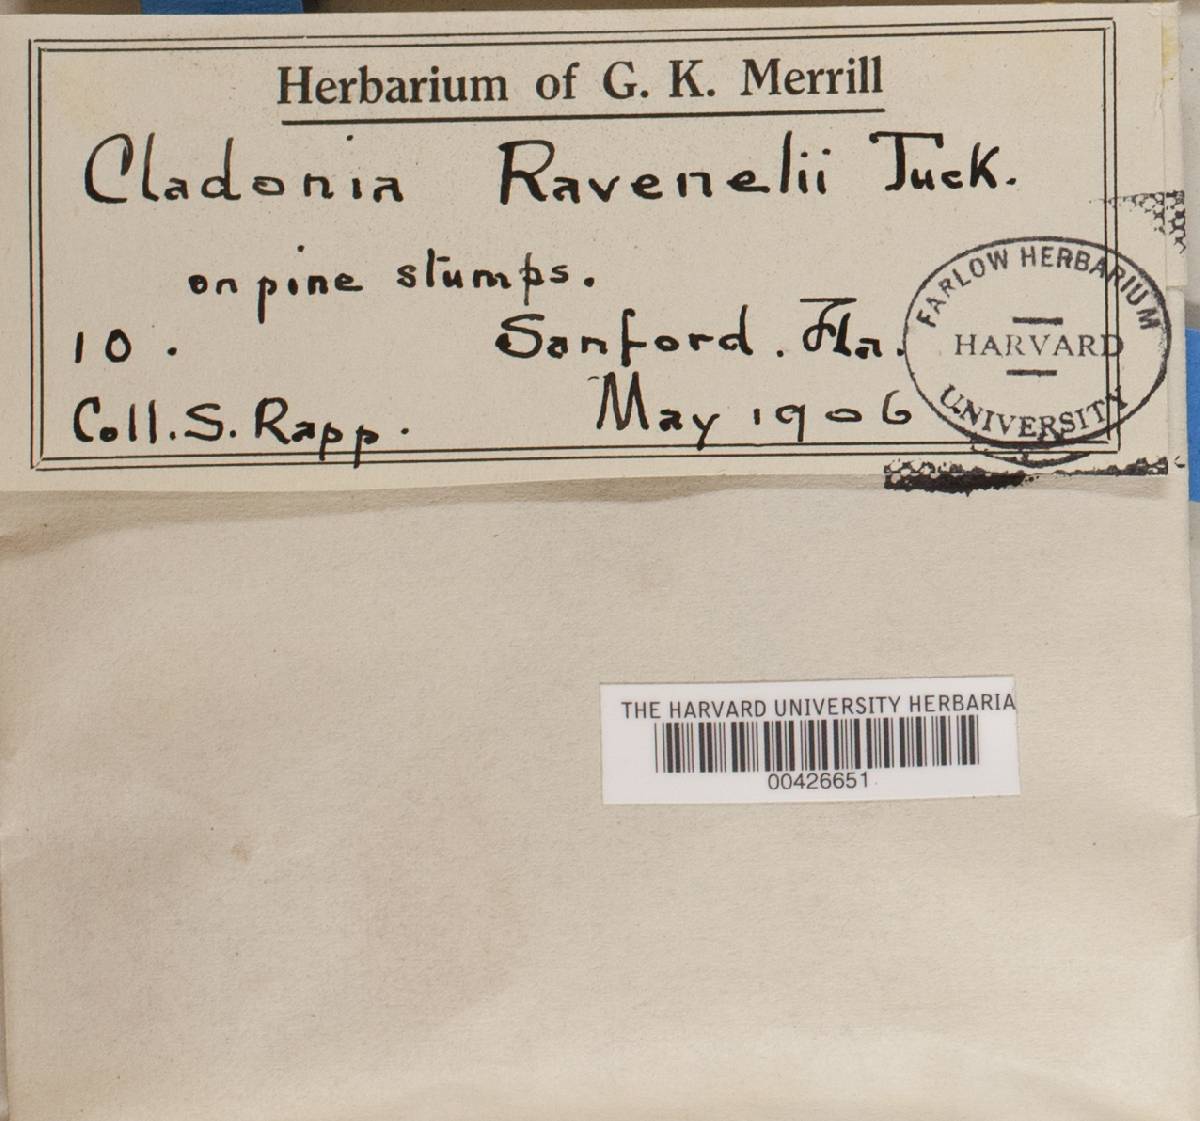 Herbarium of G. K. Merrill
Cladonia Ravenelii Tuck.
on pine stumps.
10. Sanford. Fla.
Coll. S. Rapp. May 1906
FARLOW HERBARIUM
HARVARD
UNIVERSITY
THE HARVARD UNIVERSITY HERBARIA
00426651